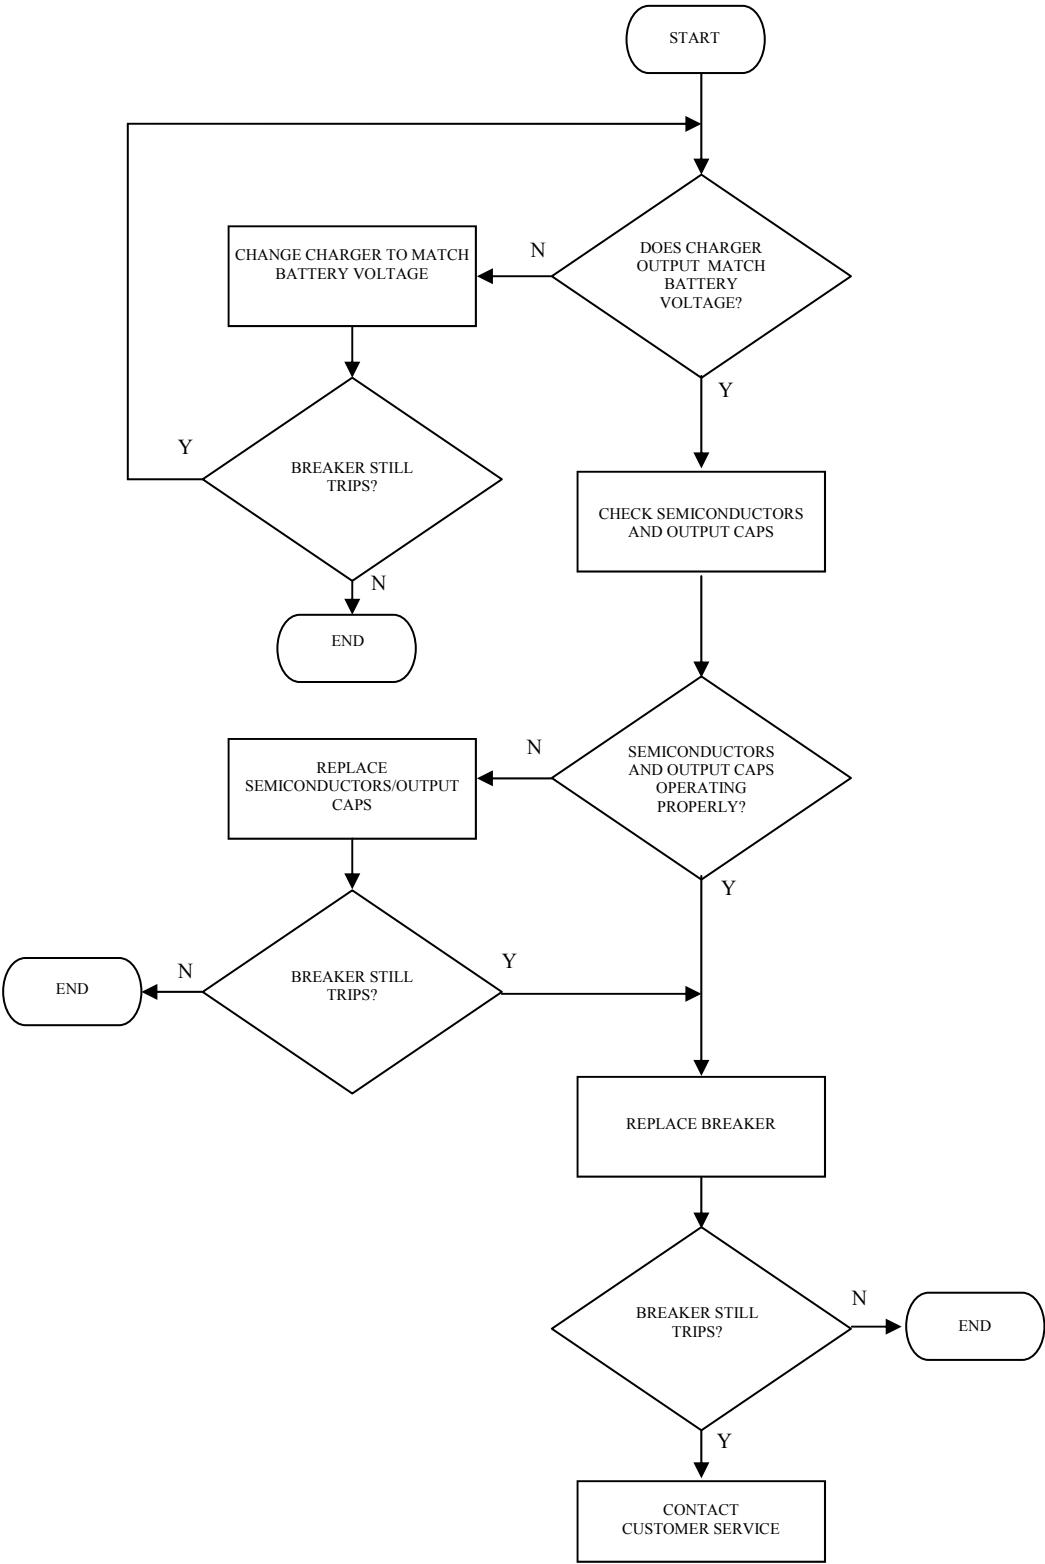 START
DOES CHARGER
OUTPUT MATCH
BATTERY
VOLTAGE?
N
CHANGE CHARGER TO MATCH
BATTERY VOLTAGE
Y
BREAKER STILL
TRIPS?
Y
N
END
CHECK SEMICONDUCTORS
AND OUTPUT CAPS
SEMICONDUCTORS
AND OUTPUT CAPS
OPERATING
PROPERLY?
N
REPLACE
SEMICONDUCTORS/OUTPUT
CAPS
Y
BREAKER STILL
TRIPS?
Y
N
END
REPLACE BREAKER
BREAKER STILL
TRIPS?
N
END
Y
CONTACT
CUSTOMER SERVICE